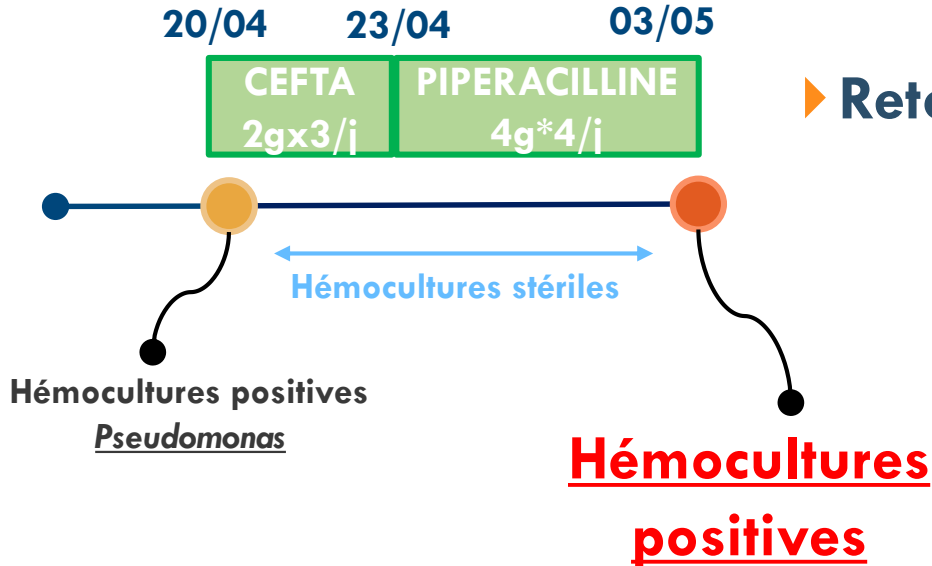 20/04 23/04 03/05
CEFTA
2gx3/j
PIPERACILLINE
4g*4/j
Hémocultures stériles
Hémocultures positives
Pseudomonas
Hémocultures
positives